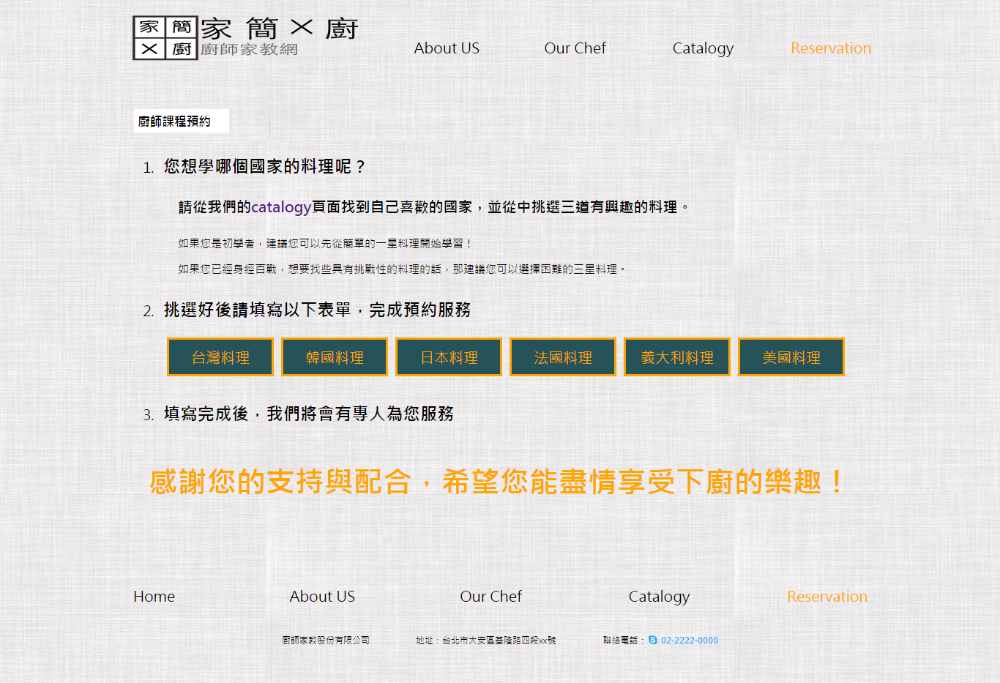 家 簡
✕ 廚
家 簡 ✕ 廚
廚師家教網
About US Our Chef Catalogy Reservation
廚師課程預約
1. 您想學哪個國家的料理呢？
請從我們的catalogy頁面找到自己喜歡的國家，並從中挑選三道有興趣的料理。
如果您是初學者，建議您可以先從簡單的一星料理開始學習！
如果您已經身經百戰，想要找些具有挑戰性的料理的話，那建議您可以選擇困難的三星料理。
2. 挑選好後請填寫以下表單，完成預約服務
台灣料理 韓國料理 日本料理 法國料理 義大利料理 美國料理
3. 填寫完成後，我們將會有專人為您服務
感謝您的支持與配合，希望您能盡情享受下廚的樂趣！
Home About US Our Chef Catalogy Reservation
廚師家教股份有限公司 地址：台北市大安區基隆路四段xx號 聯絡電話： 02-2222-0000